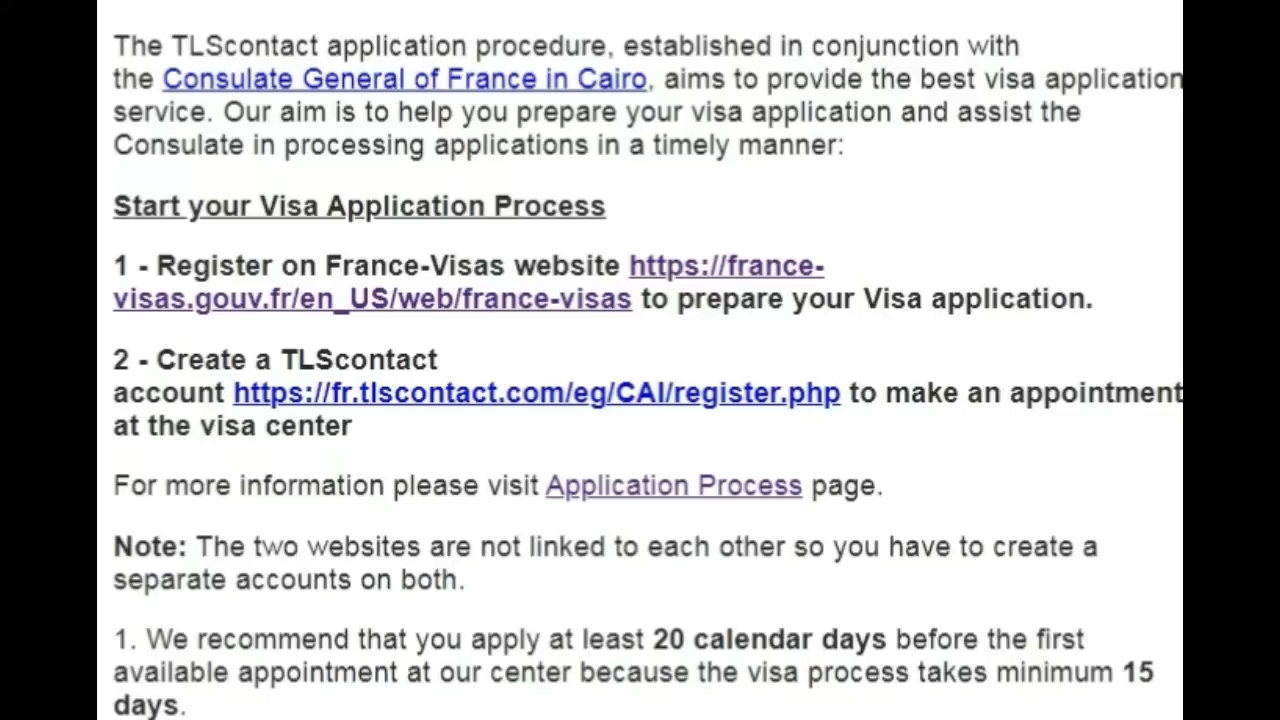 The TLScontact application procedure, established in conjunction with
the Consulate General of France in Cairo, aims to provide the best visa application
service. Our aim is to help you prepare your visa application and assist the
Consulate in processing applications in a timely manner:
Start your Visa Application Process
1 - Register on France-Visas website https://france-
visas.gouv.fr/en_US/web/france-visas to prepare your Visa application.
2 - Create a TLScontact
account https://fr.tlscontact.com/eg/CAI/register.php to make an appointment
at the visa center
For more information please visit Application Process page.
Note: The two websites are not linked to each other so you have to create a
separate accounts on both.
1. We recommend that you apply at least 20 calendar days before the first
available appointment at our center because the visa process takes minimum 15
days.